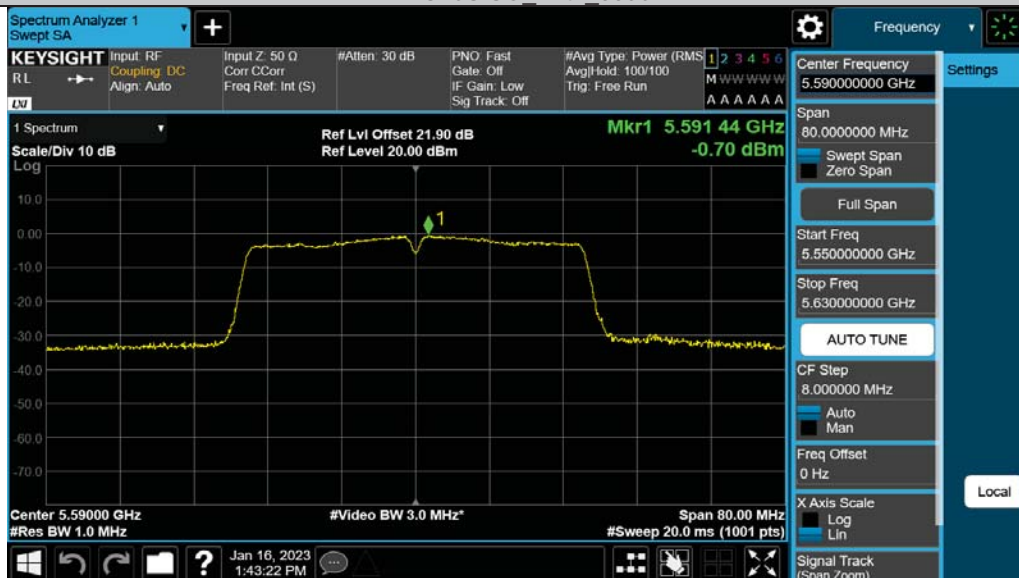 Spectrum Analyzer 1
Swept SA
Frequency
KEYSIGHT
RL
LXI
Input: RF
Coupling: DC
Align: Auto
Input Z: 50 Ω
Corr CCorr
Freq Ref: Int (S)
#Atten: 30 dB
PNO: Fast
Gate: Off
IF Gain: Low
Sig Track: Off
#Avg Type: Power (RMS
Avg|Hold: 100/100
Trig: Free Run
1 2 3 4 5 6
M W W W W W
A A A A A A
1 Spectrum
Scale/Div 10 dB
Log
Ref Lvl Offset 21.90 dB
Ref Level 20.00 dBm
Mkr1 5.591 44 GHz
-0.70 dBm
10.0
0.00
-10.0
-20.0
-30.0
-40.0
-50.0
-60.0
-70.0
1
Center 5.59000 GHz
#Res BW 1.0 MHz
#Video BW 3.0 MHz*
Span 80.00 MHz
#Sweep 20.0 ms (1001 pts)
?
Jan 16, 2023
1:43:22 PM
Center Frequency
5.590000000 GHz
Span
80.0000000 MHz
Swept Span
Zero Span
Full Span
Start Freq
5.550000000 GHz
Stop Freq
5.630000000 GHz
AUTO TUNE
CF Step
8.000000 MHz
Auto
Man
Freq Offset
0 Hz
X Axis Scale
Log
Lin
Signal Track
(Span Zoom)
Settings
Local